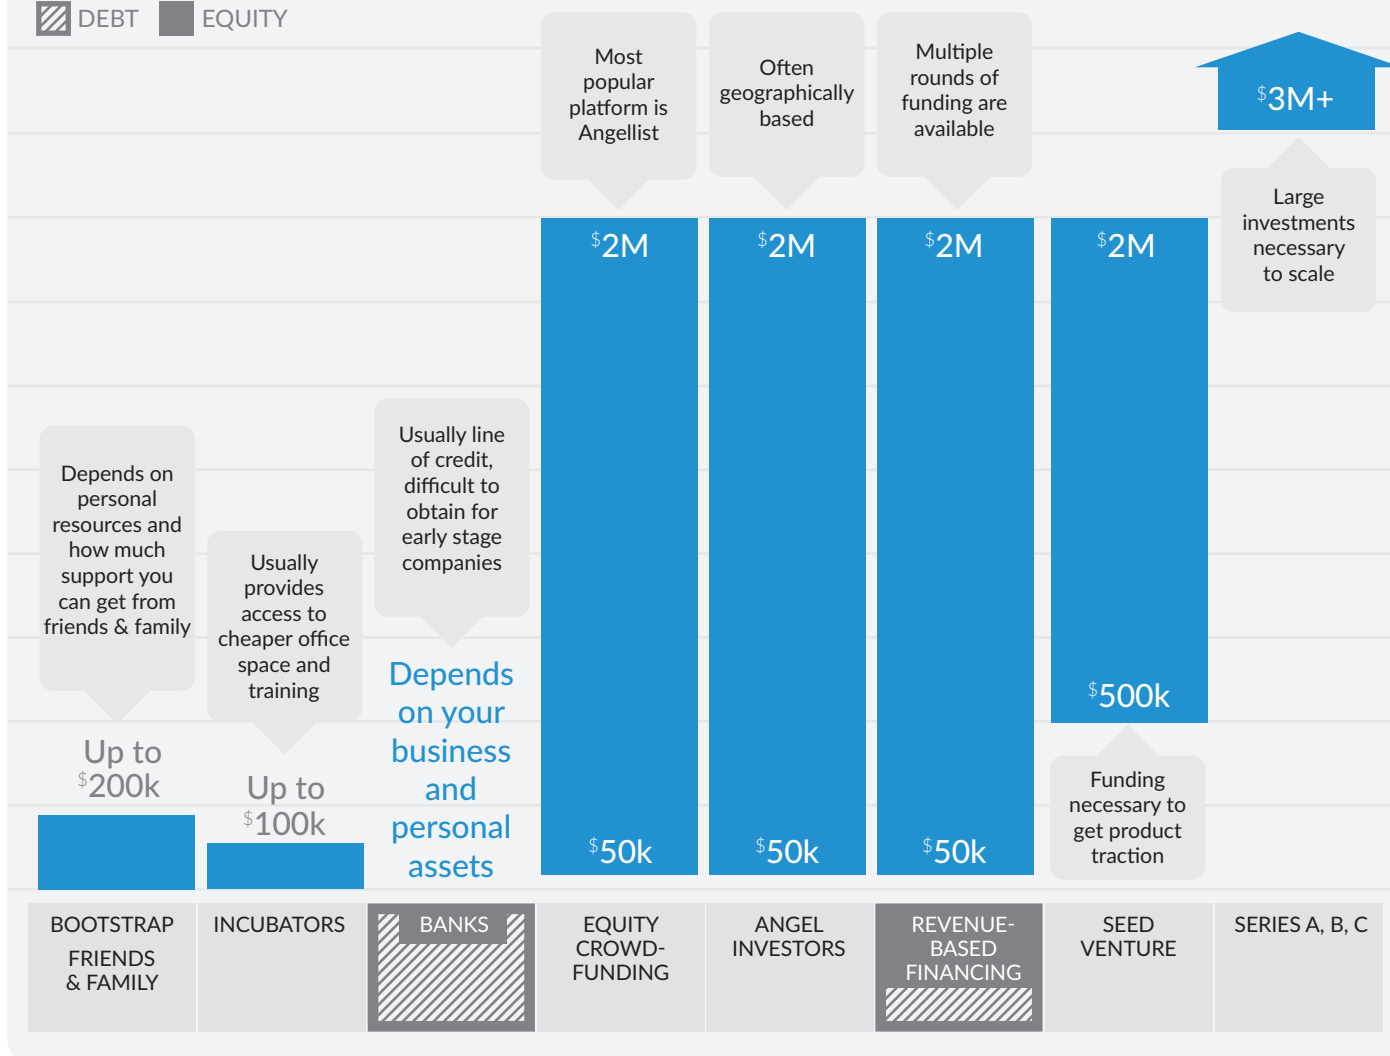 DEBT EQUITY
Most
popular
platform is
Angellist
Often
geographically
based
Multiple
rounds of
funding are
available
$3M+
Large
investments
necessary
to scale
$2M
$2M
$2M
$2M
Depends on
personal
resources and
how much
support you
can get from
friends & family
Usually
provides
access to
cheaper office
space and
training
Usually line
of credit,
difficult to
obtain for
early stage
companies
Up to
$200k
Up to
$100k
Depends
on your
business
and
personal
assets
$50k
$50k
$50k
$500k
Funding
necessary to
get product
traction
BOOTSTRAP
FRIENDS
& FAMILY
INCUBATORS
BANKS
EQUITY
CROWD-
FUNDING
ANGEL
INVESTORS
REVENUE-
BASED
FINANCING
SEED
VENTURE
SERIES A, B, C